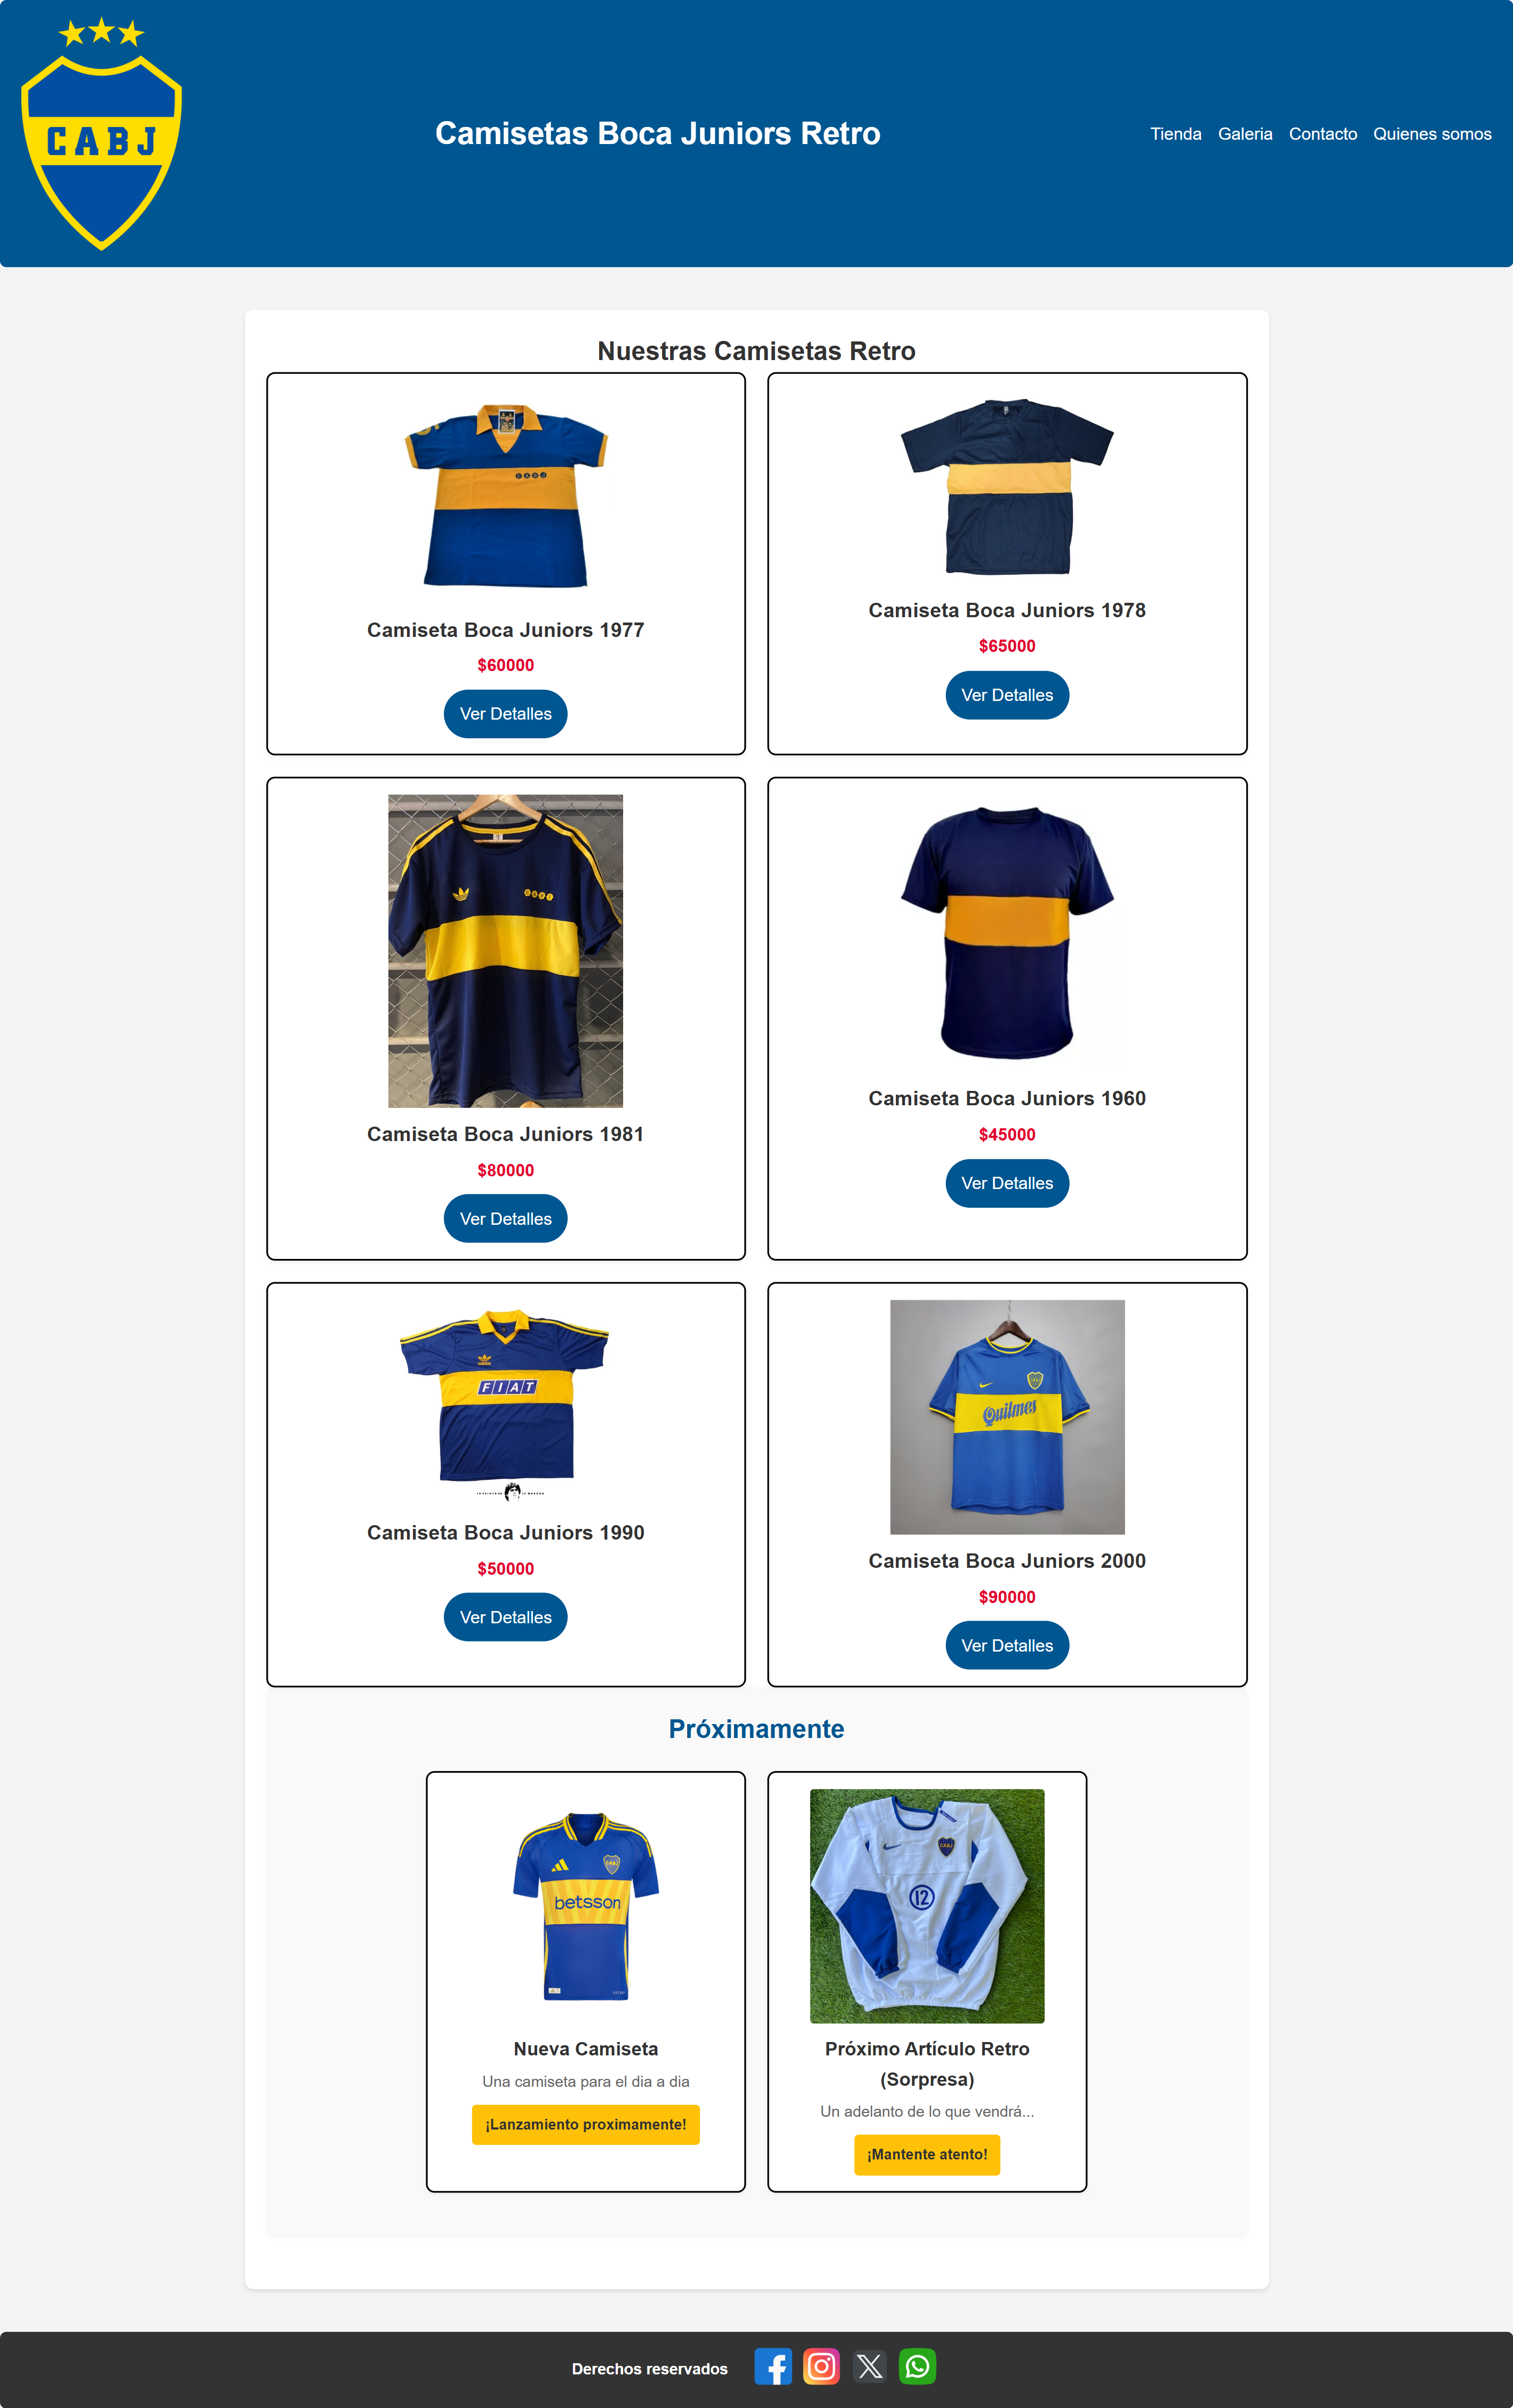 CABJ
Camisetas Boca Juniors Retro
Tienda Galeria Contacto Quienes somos
Nuestras Camisetas Retro
CABJ
Camiseta Boca Juniors 1977
$60000
Ver Detalles
Camiseta Boca Juniors 1978
$65000
Ver Detalles
CABJ
Camiseta Boca Juniors 1981
$80000
Ver Detalles
Camiseta Boca Juniors 1960
$45000
Ver Detalles
FIAT
Camiseta Boca Juniors 1990
$50000
Ver Detalles
Quilmes
Camiseta Boca Juniors 2000
$90000
Ver Detalles
Próximamente
CABJ
betsson
Nueva Camiseta
Una camiseta para el dia a dia
¡Lanzamiento proximamente!
CABJ
12
Próximo Artículo Retro
(Sorpresa)
Un adelanto de lo que vendrá...
¡Mantente atento!
Derechos reservados